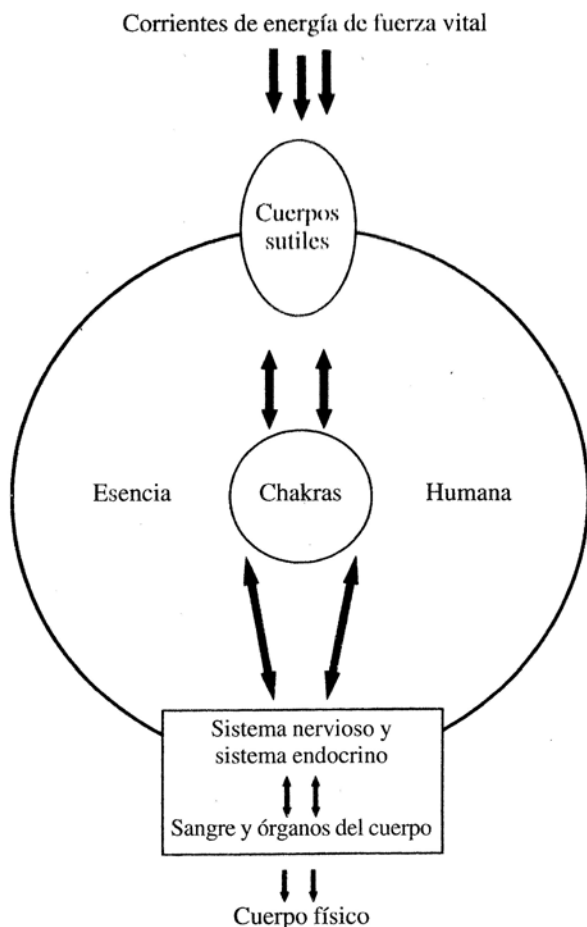 Corrientes de energía de fuerza vital
Cuerpos
sutiles
Esencia
Chakras
Humana
Sistema nervioso y
sistema endocrino
Sangre y órganos del cuerpo
Cuerpo físico